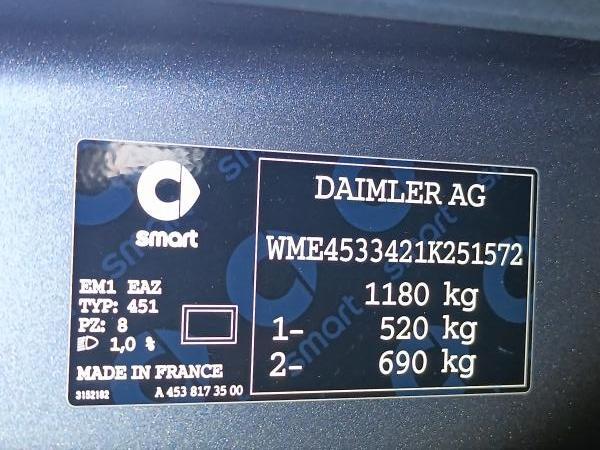 smart
EM1 EAZ
TYP: 451
PZ: 8
1,0 %
MADE IN FRANCE
3152102 A 453 817 35 00
DAIMLER AG
WME4533421K251572
1180 kg
1- 520 kg
2- 690 kg